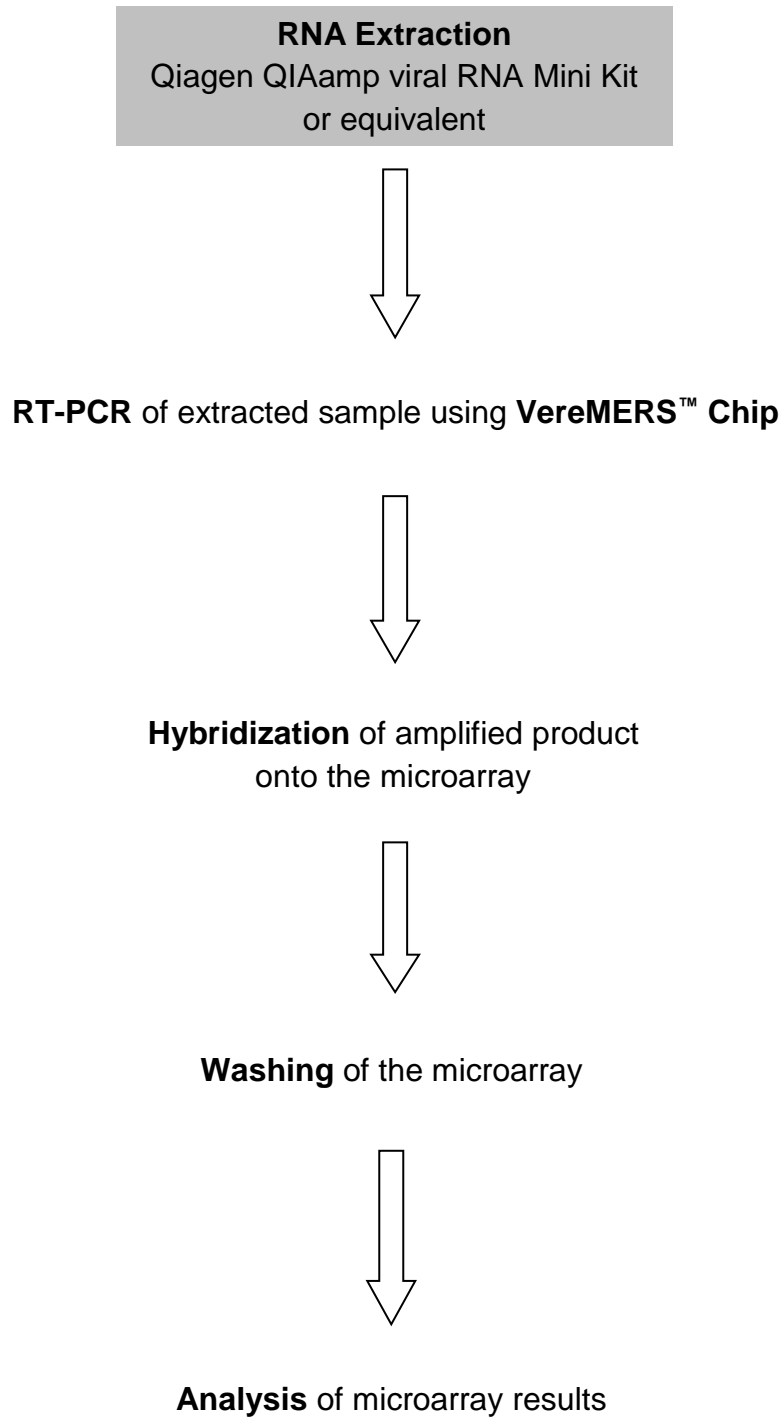 RNA Extraction
Qiagen QIAamp viral RNA Mini Kit
or equivalent
RT-PCR of extracted sample using VereMERS™ Chip
Hybridization of amplified product
onto the microarray
Washing of the microarray
Analysis of microarray results